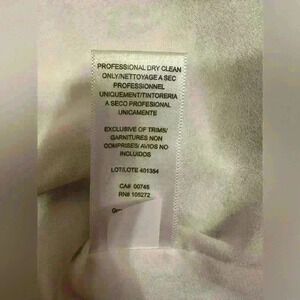 PROFESSIONAL DRY CLEAN
ONLY/NETTOYAGE A SEC
PROFESSIONNEL
UNIQUEMENT/TINTORERIA
A SECO PROFESIONAL
UNICAMENTE
EXCLUSIVE OF TRIMS/
GARNITURES NON
COMPRISES/ AVIOS NO
INCLUIDOS
LOT/LOTE 401354
CA# 00746
RN# 105272